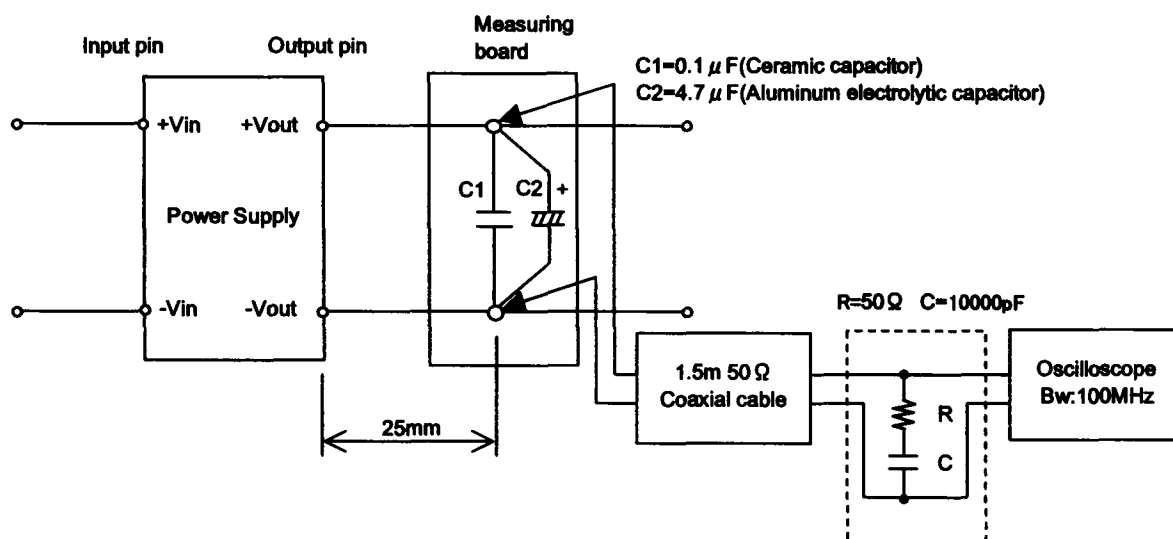 Input pin
Output pin
Measuring
board
C1=0.1μF(Ceramic capacitor)
C2=4.7μF(Aluminum electrolytic capacitor)
+Vin
+Vout
C1
C2
+
Power Supply
-Vin
-Vout
R=50Ω C=10000pF
1.5m 50Ω
Coaxial cable
Oscilloscope
Bw:100MHz
R
C
25mm